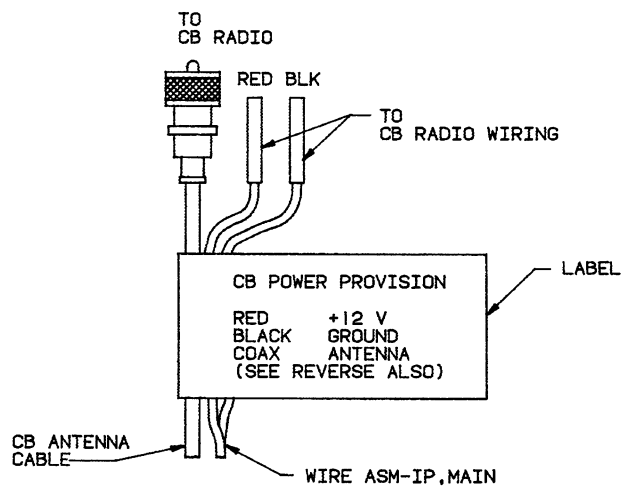 TO
CB RADIO
RED BLK
TO
CB RADIO WIRING
LABEL
CB POWER PROVISION
RED +12 V
BLACK GROUND
COAX ANTENNA
(SEE REVERSE ALSO)
CB ANTENNA
CABLE
WIRE ASM-IP,MAIN